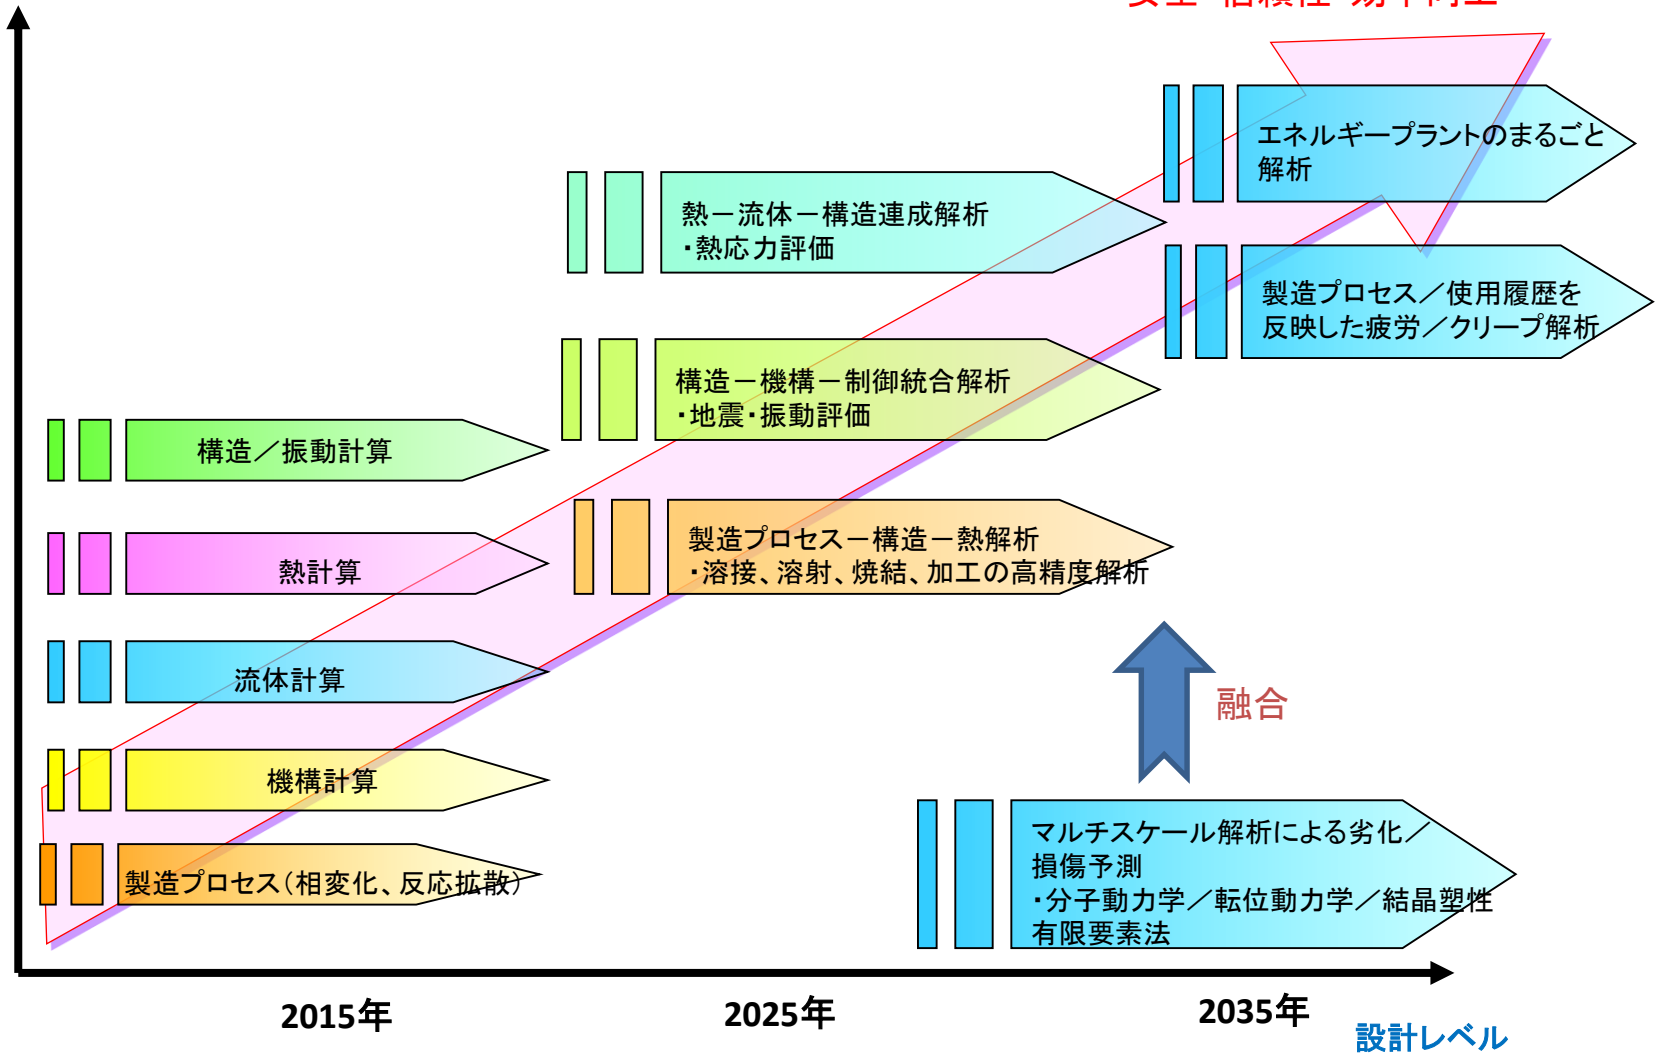 安全・信頼性・効率向上
エネルギープラントのまるごと
解析
熱－流体－構造連成解析
・熱応力評価
製造プロセス／使用履歴を
反映した疲労／クリープ解析
構造－機構－制御統合解析
・地震・振動評価
構造／振動計算
製造プロセス－構造－熱解析
・溶接、溶射、焼結、加工の高精度解析
熱計算
流体計算
融合
機構計算
マルチスケール解析による劣化／
損傷予測
・分子動力学／転位動力学／結晶塑性
有限要素法
製造プロセス（相変化、反応拡散）
2015年
2025年
2035年
設計レベル